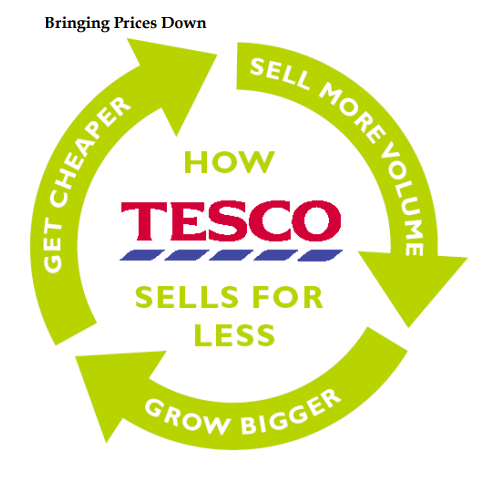 Bringing Prices Down
SELL MORE VOLUME
GROW BIGGER
GET CHEAPER
HOW
TESCO
SELLS FOR
LESS